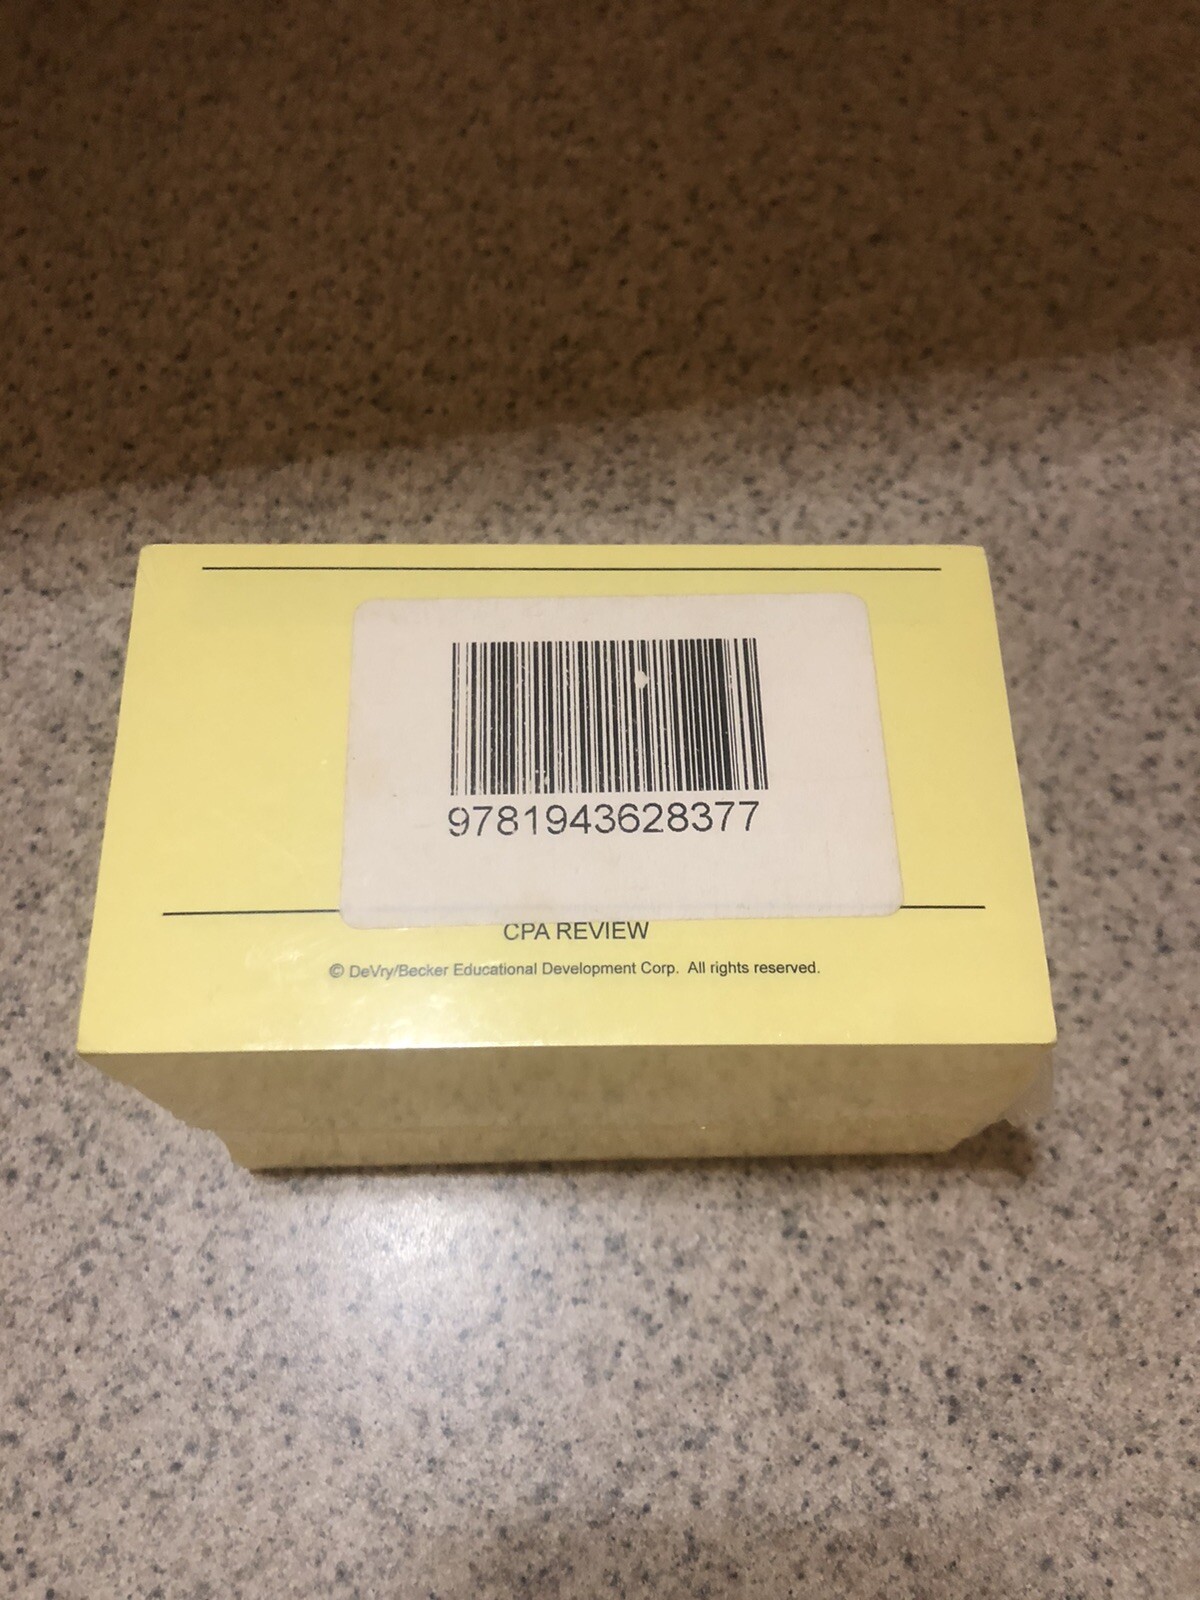 9781943628377
CPA REVIEW
© DeVry/Becker Educational Development Corp. All rights reserved.